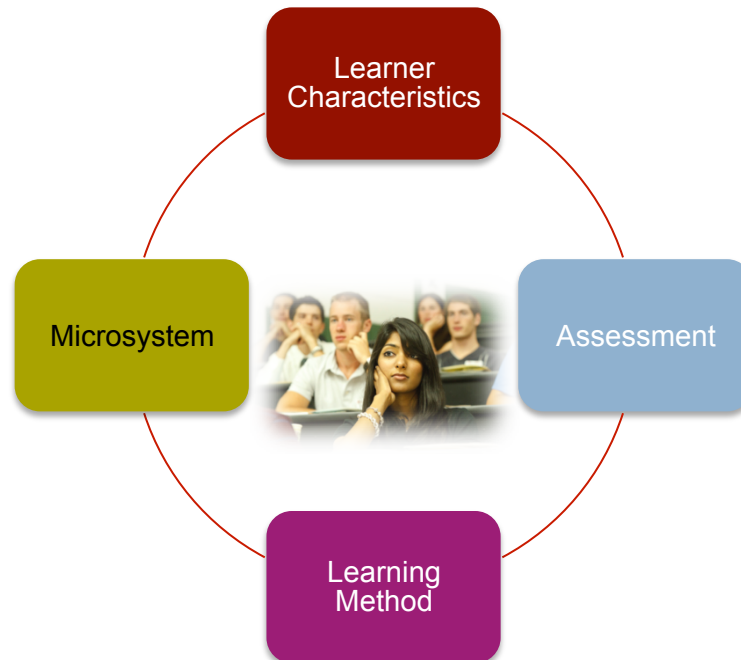 Learner
Characteristics
Microsystem
Assessment
Learning
Method